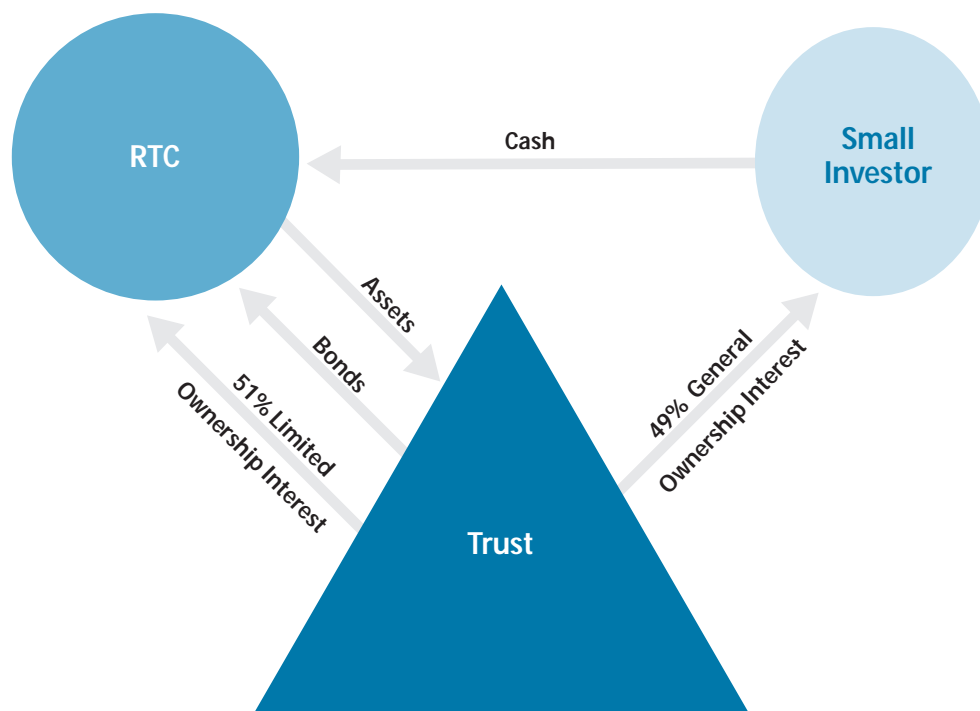 RTC
Cash
Small
Investor
Assets
Bonds
51% Limited
Ownership Interest
49% General
Ownership Interest
Trust